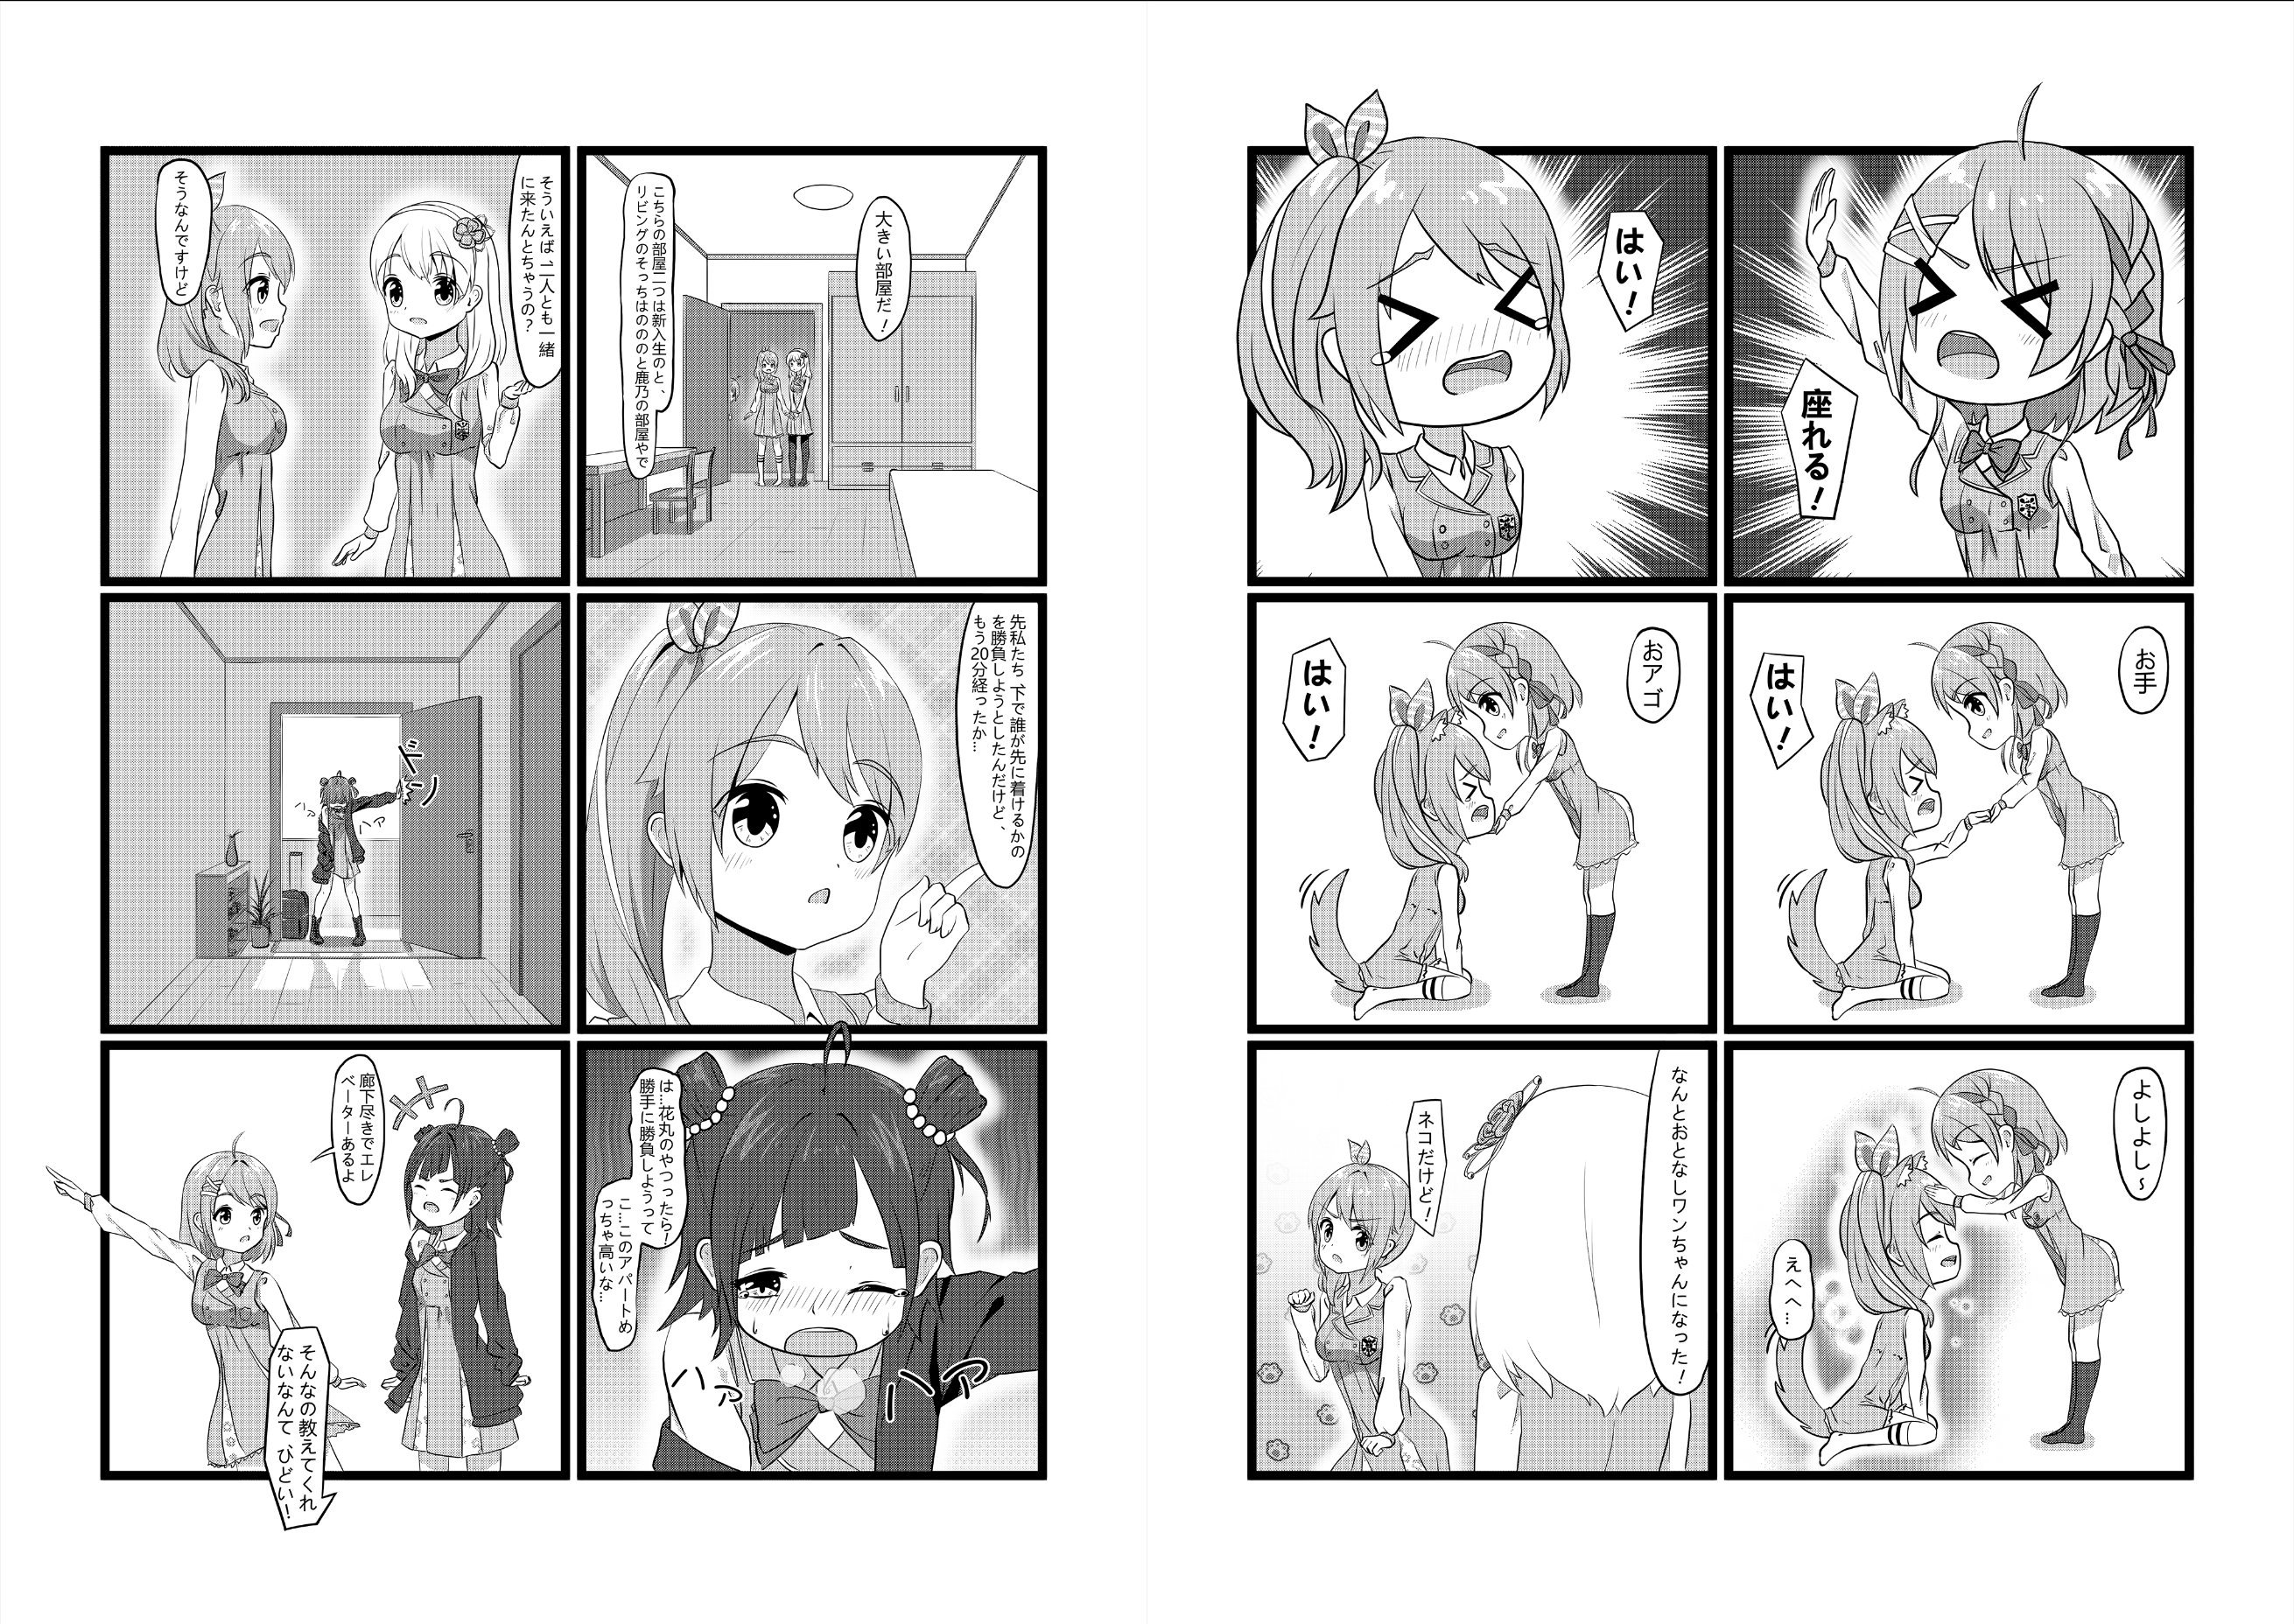 座れる！
はい！
お手
はい！
おアゴ
はい！
よしよし～
えへへ…
なんとおとなしワンちゃんになった！
ネコだけど！
大きい部屋だ！
こちらの部屋二つは新入生のと、
リビングのそっちはののと鹿乃の部屋やで
そういえば、二人とも一緒
に来たんとちゃうの？
そうなんですけど
先私たち、下で誰が先に着けるかの
を勝負しようとしたんだけど、
もう20分経ったか…
バーン
ハァ
ハァ
は…花丸のやつったら！
勝手に勝負しようって
こ…このアパートめ
っちゃ高いな…
ハァ
ハァ
廊下尽きでエレ
ベーターあるよ
そんなの教えてくれ
ないなんて、ひどい！